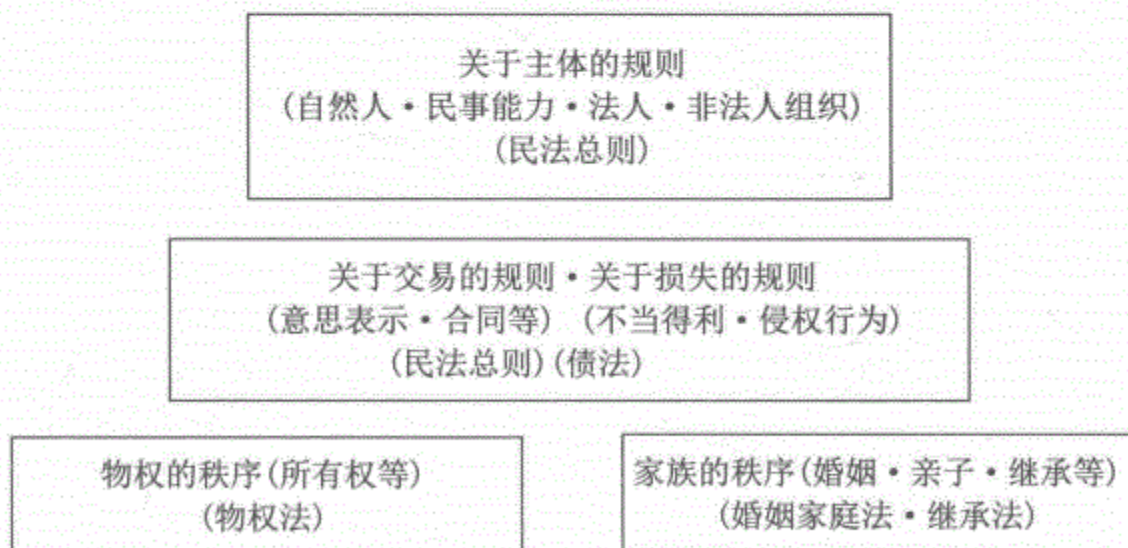 关于主体的规则
(自然人·民事能力·法人·非法人组织)
(民法总则)
关于交易的规则·关于损失的规则
(意思表示·合同等) (不当得利·侵权行为)
(民法总则)(债法)
物权的秩序(所有权等)
(物权法)
家族的秩序(婚姻·亲子·继承等)
(婚姻家庭法·继承法)